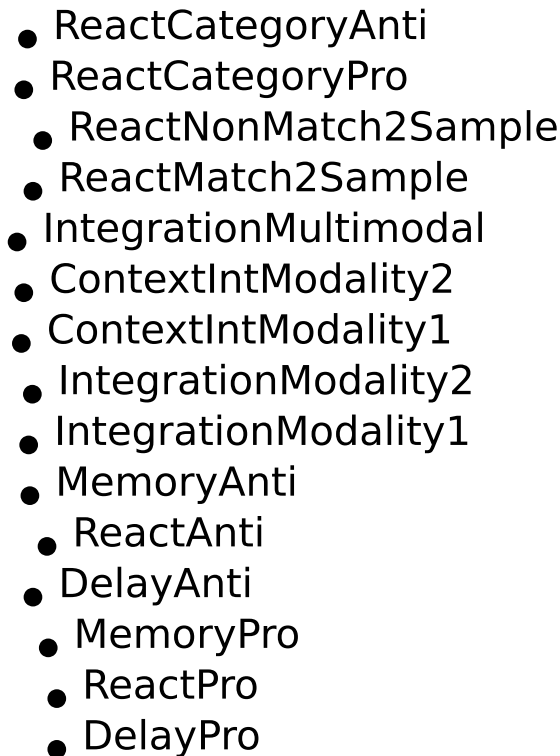 ReactCategoryAnti
ReactCategoryPro
ReactNonMatch2Sample
ReactMatch2Sample
IntegrationMultimodal
ContextIntModality2
ContextIntModality1
IntegrationModality2
IntegrationModality1
MemoryAnti
ReactAnti
DelayAnti
MemoryPro
ReactPro
DelayPro